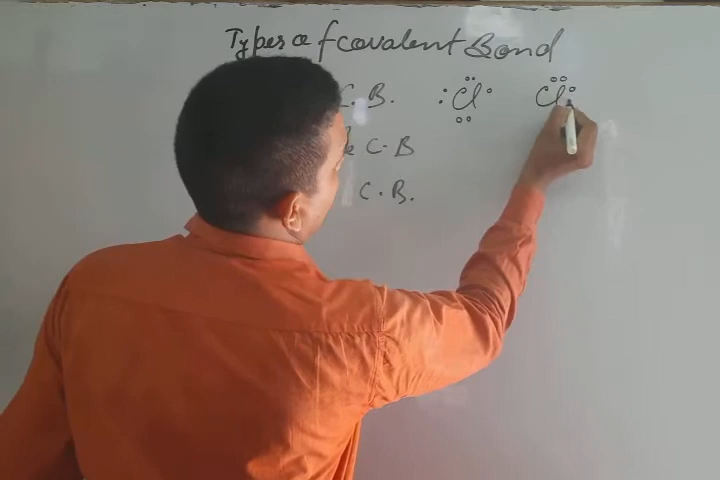 Types of covalent Bond
C.B. Cl Cl
C.B
C.B.